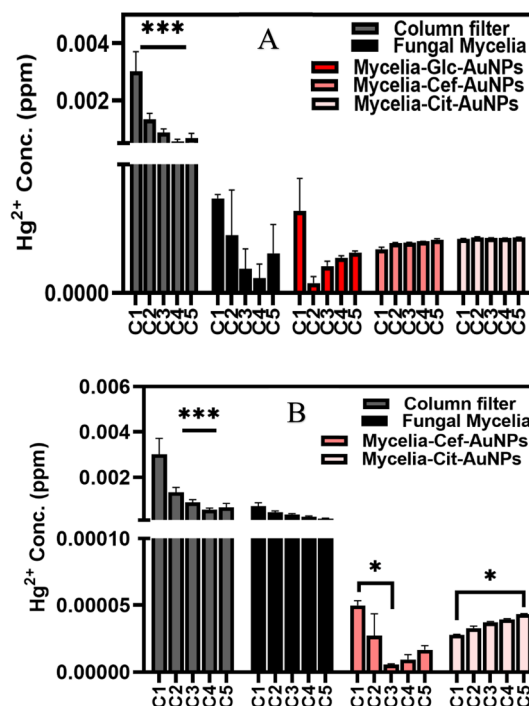 A
***
Column filter
Fungal Mycelia
Mycelia-Glc-AuNPs
Mycelia-Cef-AuNPs
Mycelia-Cit-AuNPs
Hg2+ Conc. (ppm)
0.004
0.002
0.0000
C1 C2 C3 C4 C5 C1 C2 C3 C4 C5 C1 C2 C3 C4 C5 C1 C2 C3 C4 C5 C1 C2 C3 C4 C5
B
***
Column filter
Fungal Mycelia
Mycelia-Cef-AuNPs
Mycelia-Cit-AuNPs
Hg2+ Conc. (ppm)
0.006
0.004
0.002
0.00010
0.00005
0.00000
*
*
C1 C2 C3 C4 C5 C1 C2 C3 C4 C5 C1 C2 C3 C4 C5 C1 C2 C3 C4 C5